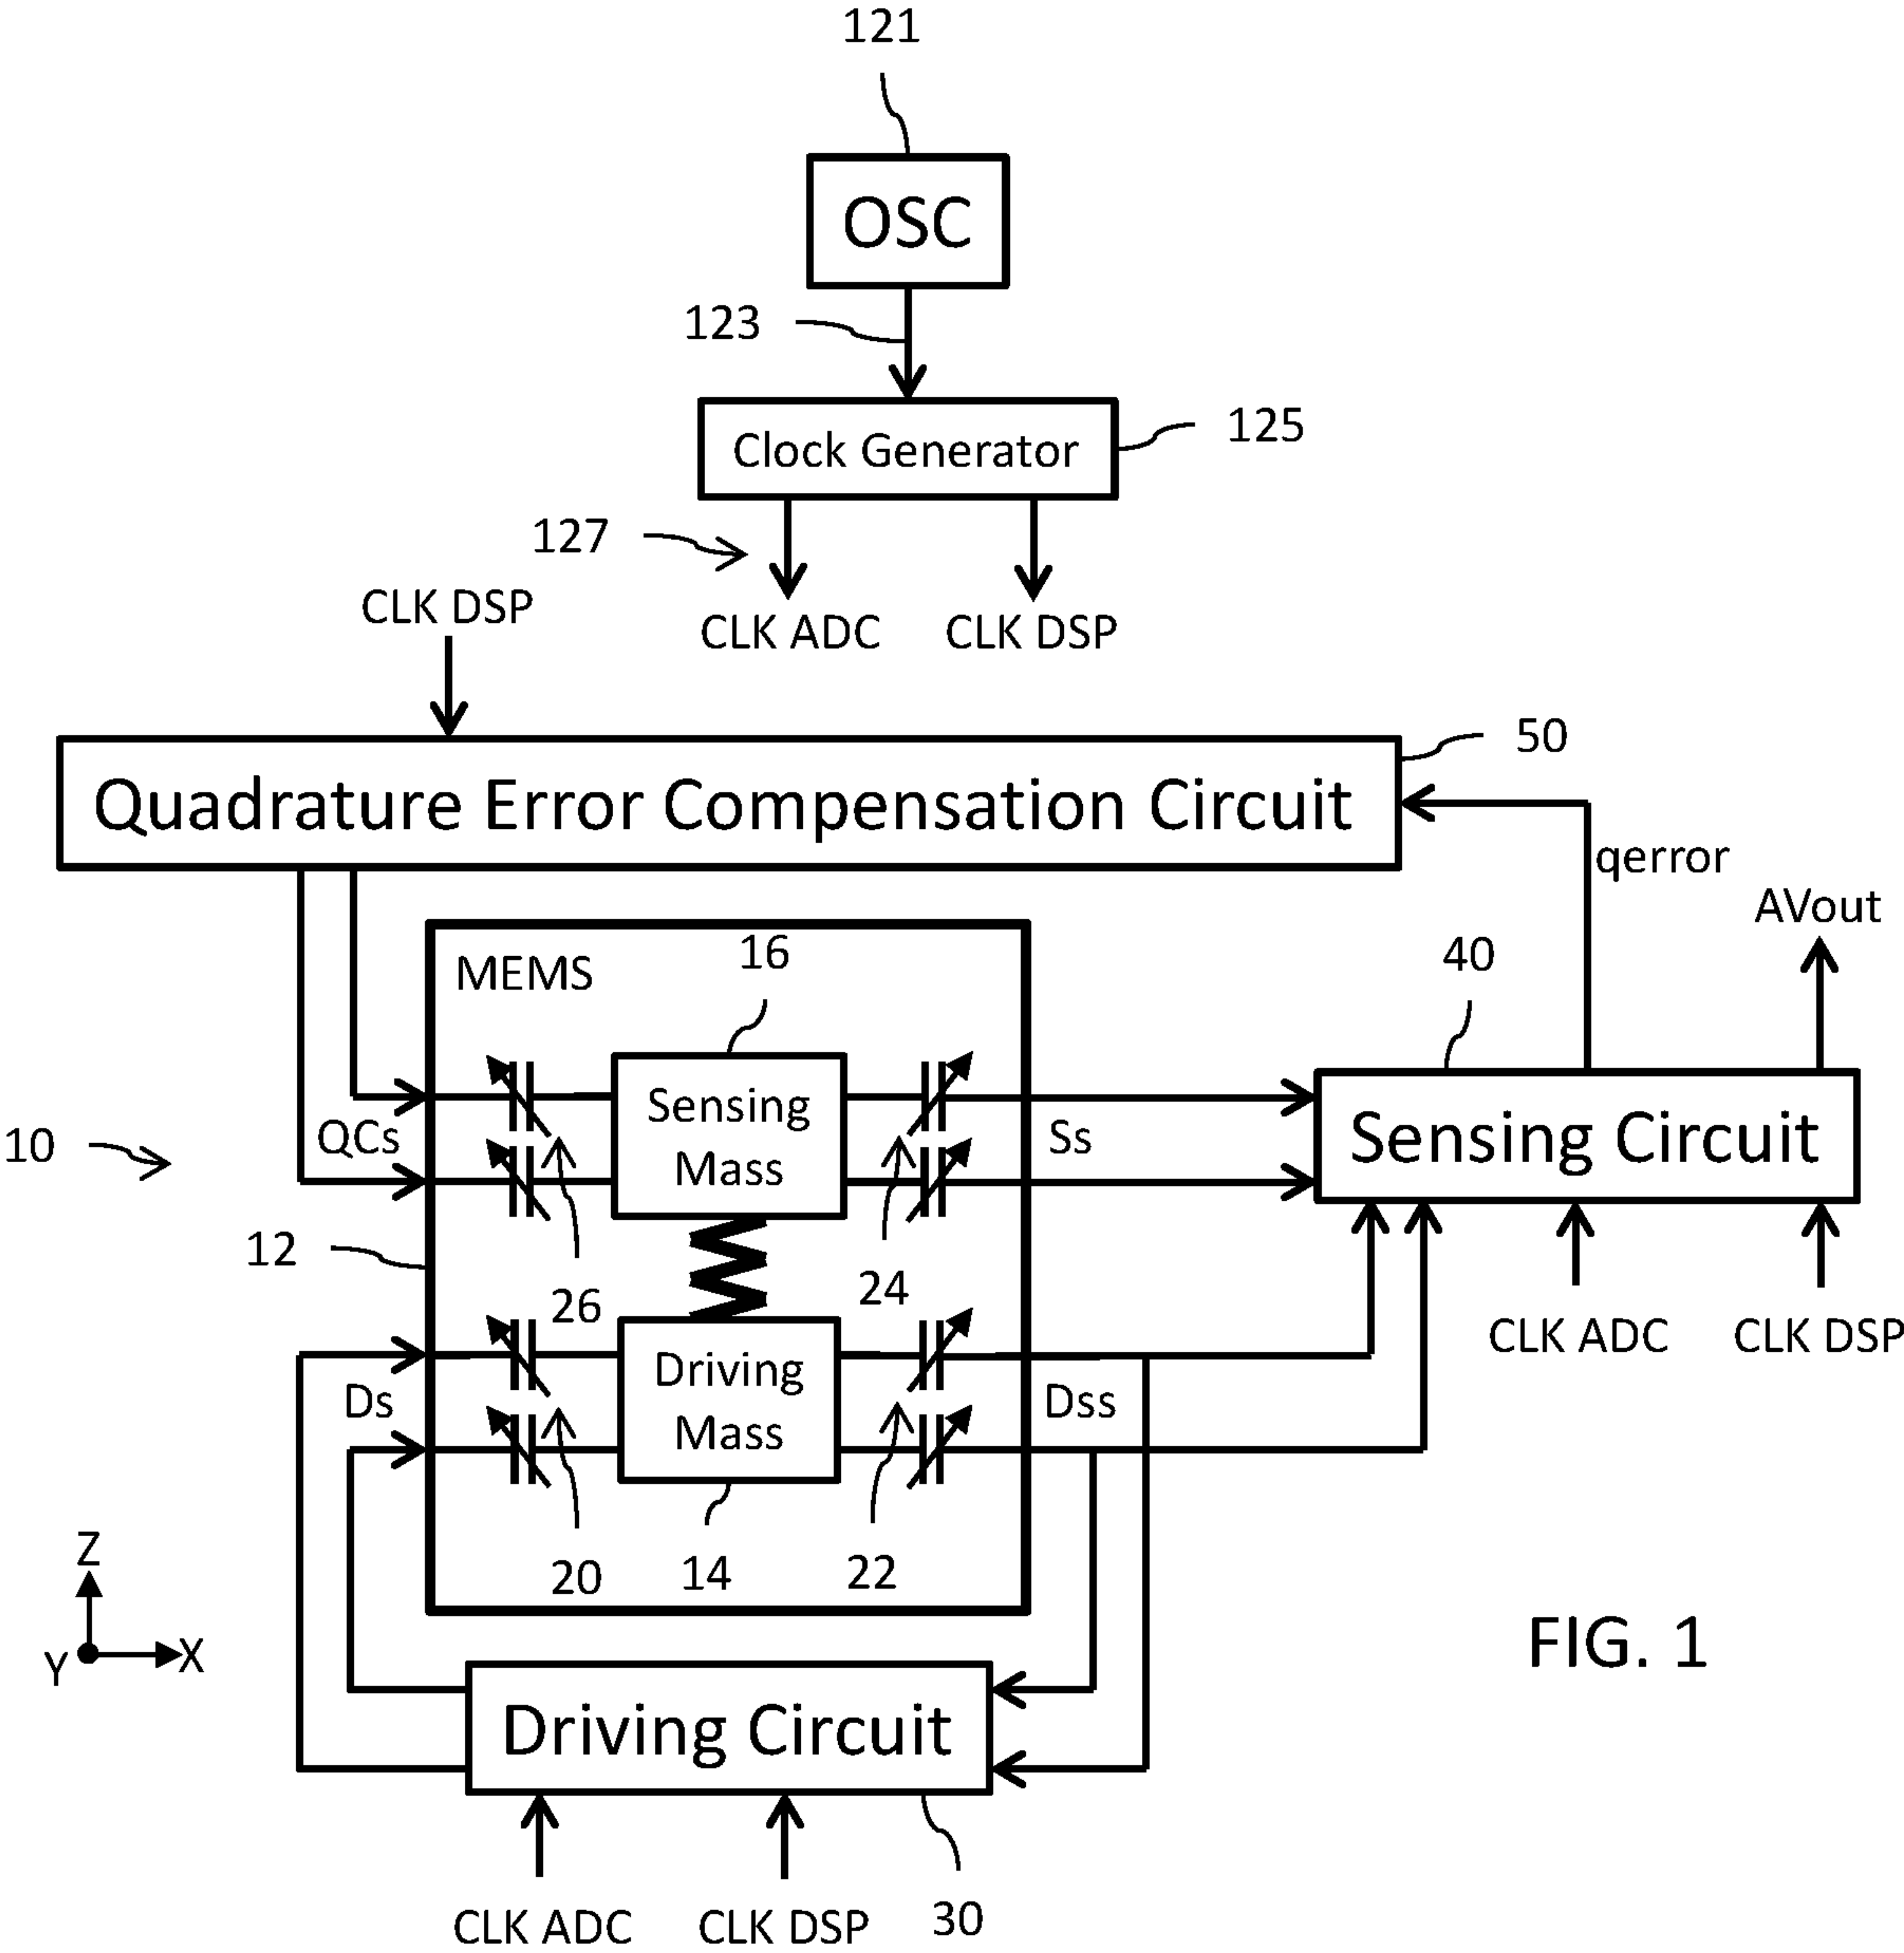 121
OSC
123
Clock Generator
125
127
CLK DSP
CLK ADC
CLK DSP
50
Quadrature Error Compensation Circuit
qerror
AVout
MEMS
16
40
Sensing
Mass
QCs
Ss
Sensing Circuit
10
12
26
24
CLK ADC
CLK DSP
Driving
Mass
Ds
Dss
20
14
22
Z
Y
X
FIG. 1
Driving Circuit
CLK ADC
CLK DSP
30